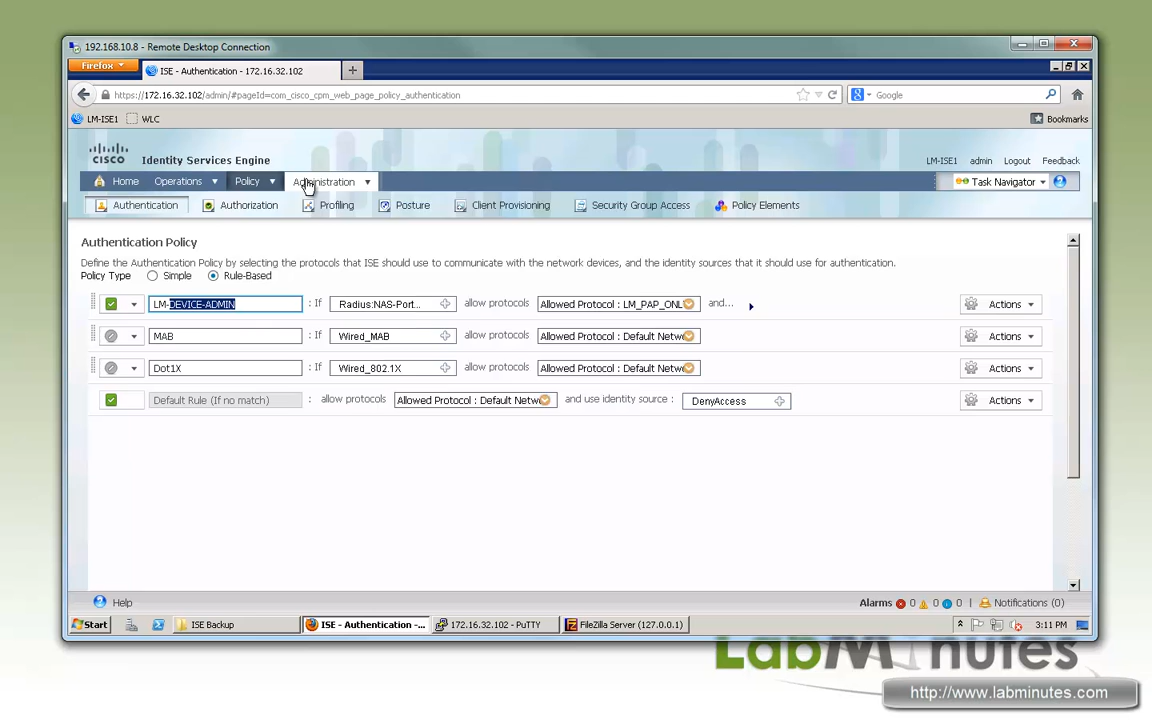 192.168.10.8 - Remote Desktop Connection
Firefox
ISE - Authentication - 172.16.32.102
https://172.16.32.102/admin/#pageId=com_cisco_cpm_web_page_policy_authentication
Google
LM-ISE1 WLC
Bookmarks
CISCO Identity Services Engine
LM-ISE1 admin Logout Feedback
Home Operations Policy Administration
Task Navigator
Authentication Authorization Profiling Posture Client Provisioning Security Group Access Policy Elements
Authentication Policy
Define the Authentication Policy by selecting the protocols that ISE should use to communicate with the network devices, and the identity sources that it should use for authentication.
Policy Type Simple Rule-Based
LM-DEVICE-ADMIN : If Radius:NAS-Port... allow protocols Allowed Protocol : LM_PAP_ONL and... Actions
MAB : If Wired_MAB allow protocols Allowed Protocol : Default Netw Actions
Dot1X : If Wired_802.1X allow protocols Allowed Protocol : Default Netw Actions
Default Rule (If no match) : allow protocols Allowed Protocol : Default Netw and use identity source : DenyAccess Actions
Help
Alarms 0 0 0 | Notifications (0)
Start ISE Backup ISE - Authentication -... 172.16.32.102 - PuTTY FileZilla Server (127.0.0.1) 3:11 PM
LabMinutes
http://www.labminutes.com